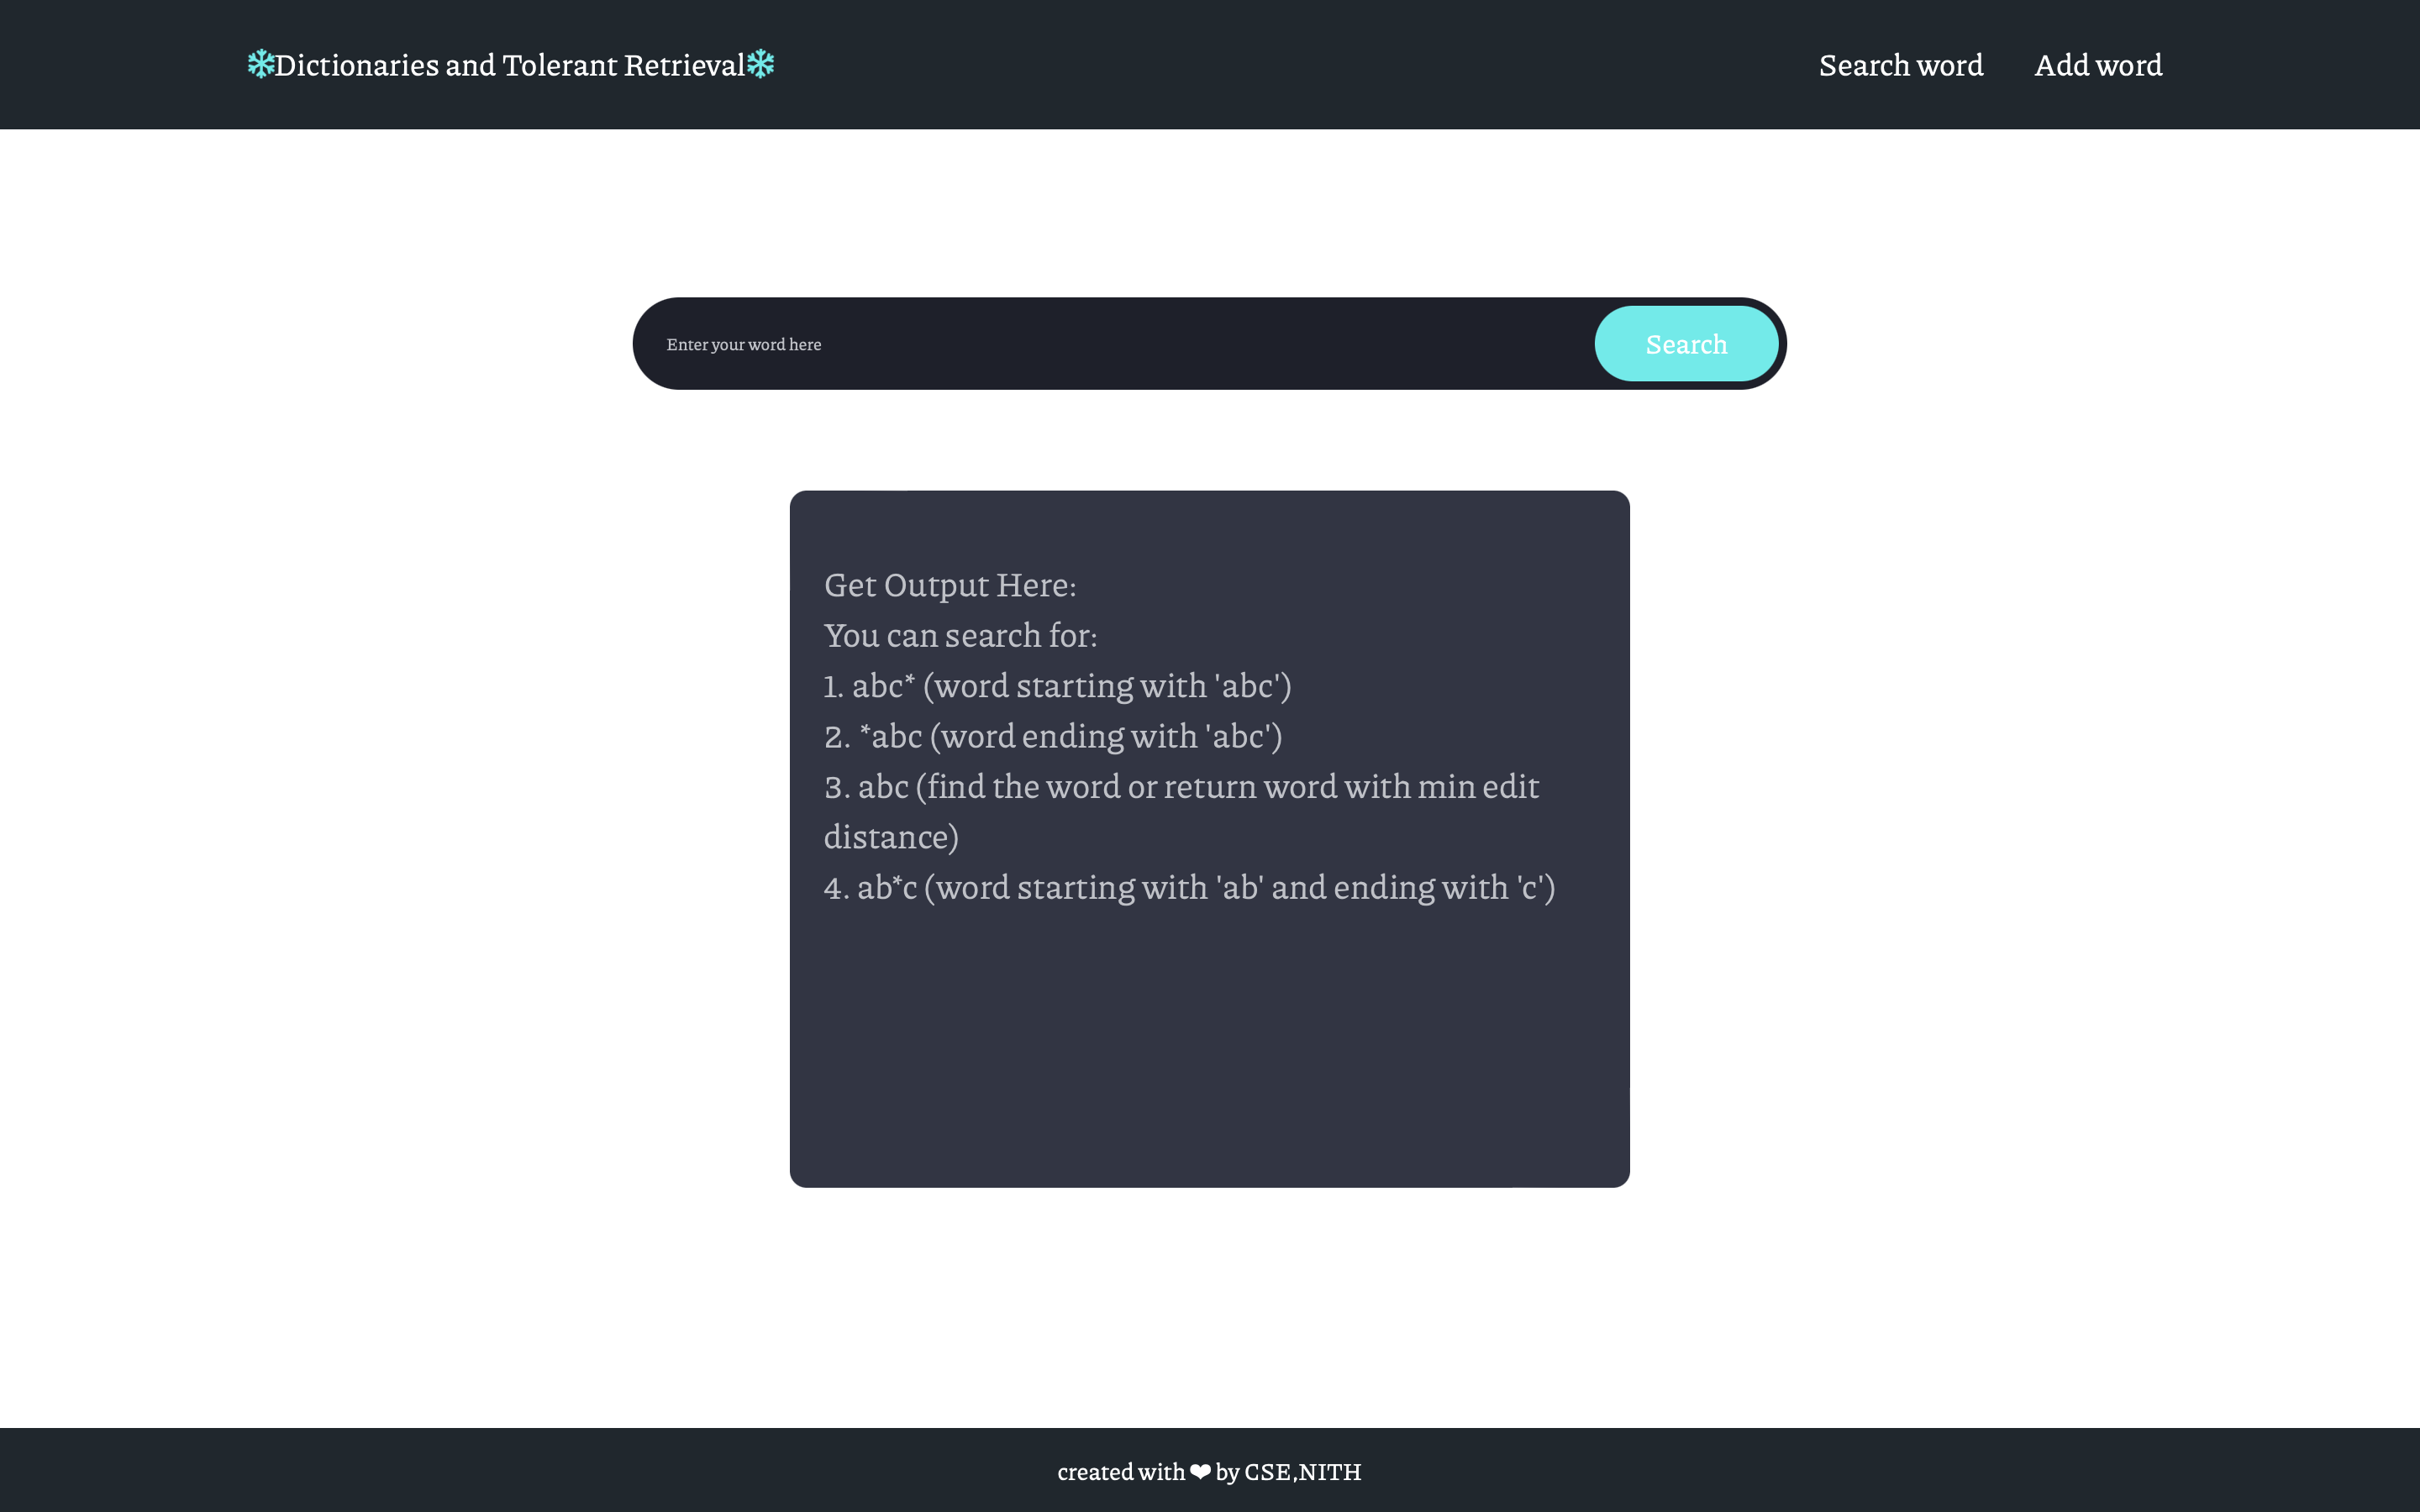 ❄Dictionaries and Tolerant Retrieval❄
Search word
Add word
Enter your word here
Search
Get Output Here:
You can search for:
1. abc* (word starting with 'abc')
2. *abc (word ending with 'abc')
3. abc (find the word or return word with min edit
distance)
4. ab*c (word starting with 'ab' and ending with 'c')
created with ❤ by CSE,NITH